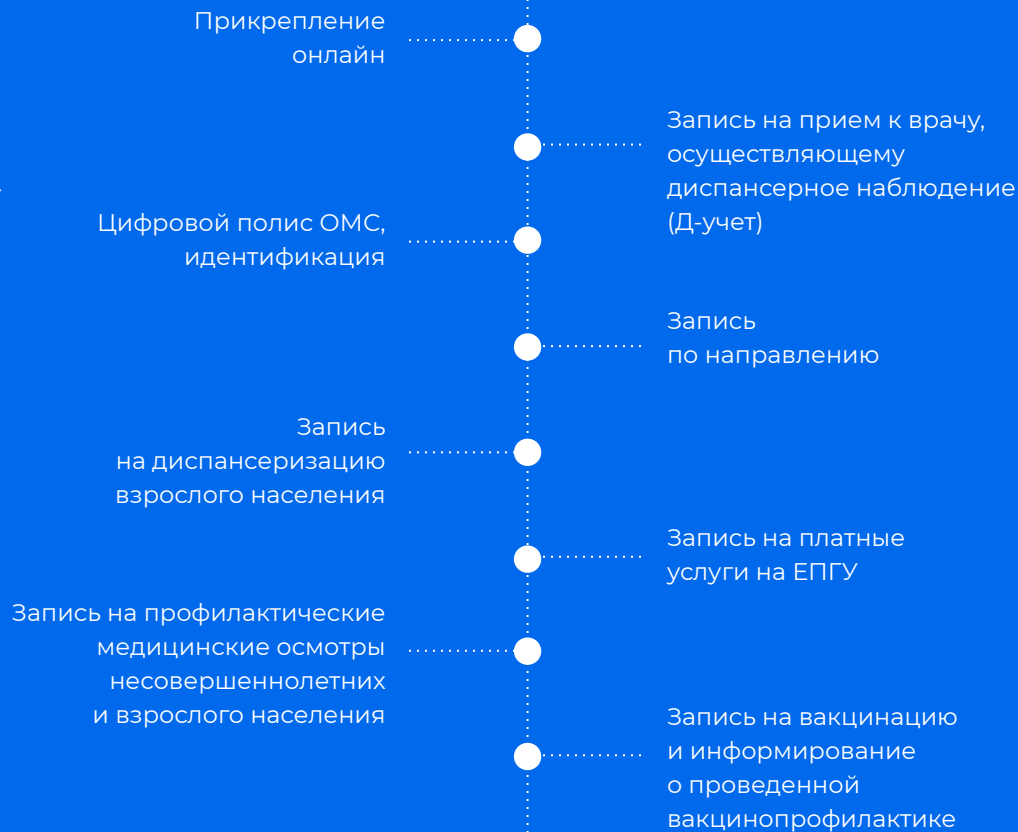 Прикрепление
онлайн
Запись на прием к врачу,
осуществляющему
диспансерное наблюдение
(Д-учет)
Цифровой полис ОМС,
идентификация
Запись
по направлению
Запись
на диспансеризацию
взрослого населения
Запись на платные
услуги на ЕПГУ
Запись на профилактические
медицинские осмотры
несовершеннолетних
и взрослого населения
Запись на вакцинацию
и информирование
о проведенной
вакцинопрофилактике